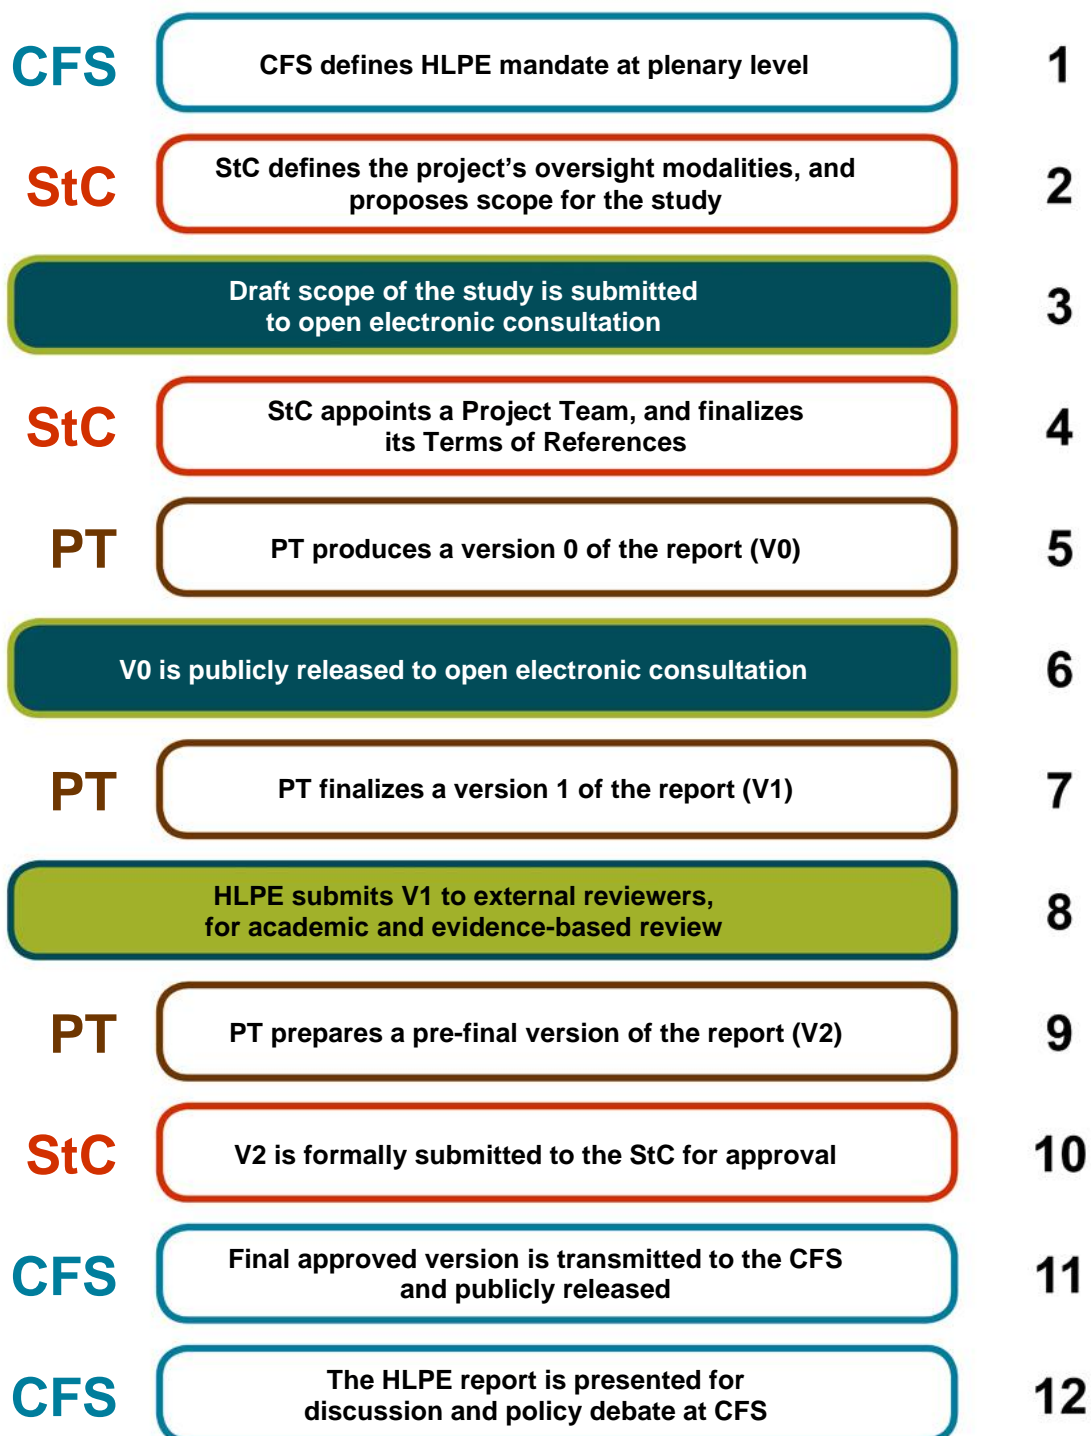 CFS
CFS defines HLPE mandate at plenary level
1
StC
StC defines the project's oversight modalities, and
proposes scope for the study
2
Draft scope of the study is submitted
to open electronic consultation
3
StC
StC appoints a Project Team, and finalizes
its Terms of References
4
PT
PT produces a version 0 of the report (V0)
5
V0 is publicly released to open electronic consultation
6
PT
PT finalizes a version 1 of the report (V1)
7
HLPE submits V1 to external reviewers,
for academic and evidence-based review
8
PT
PT prepares a pre-final version of the report (V2)
9
StC
V2 is formally submitted to the StC for approval
10
CFS
Final approved version is transmitted to the CFS
and publicly released
11
CFS
The HLPE report is presented for
discussion and policy debate at CFS
12